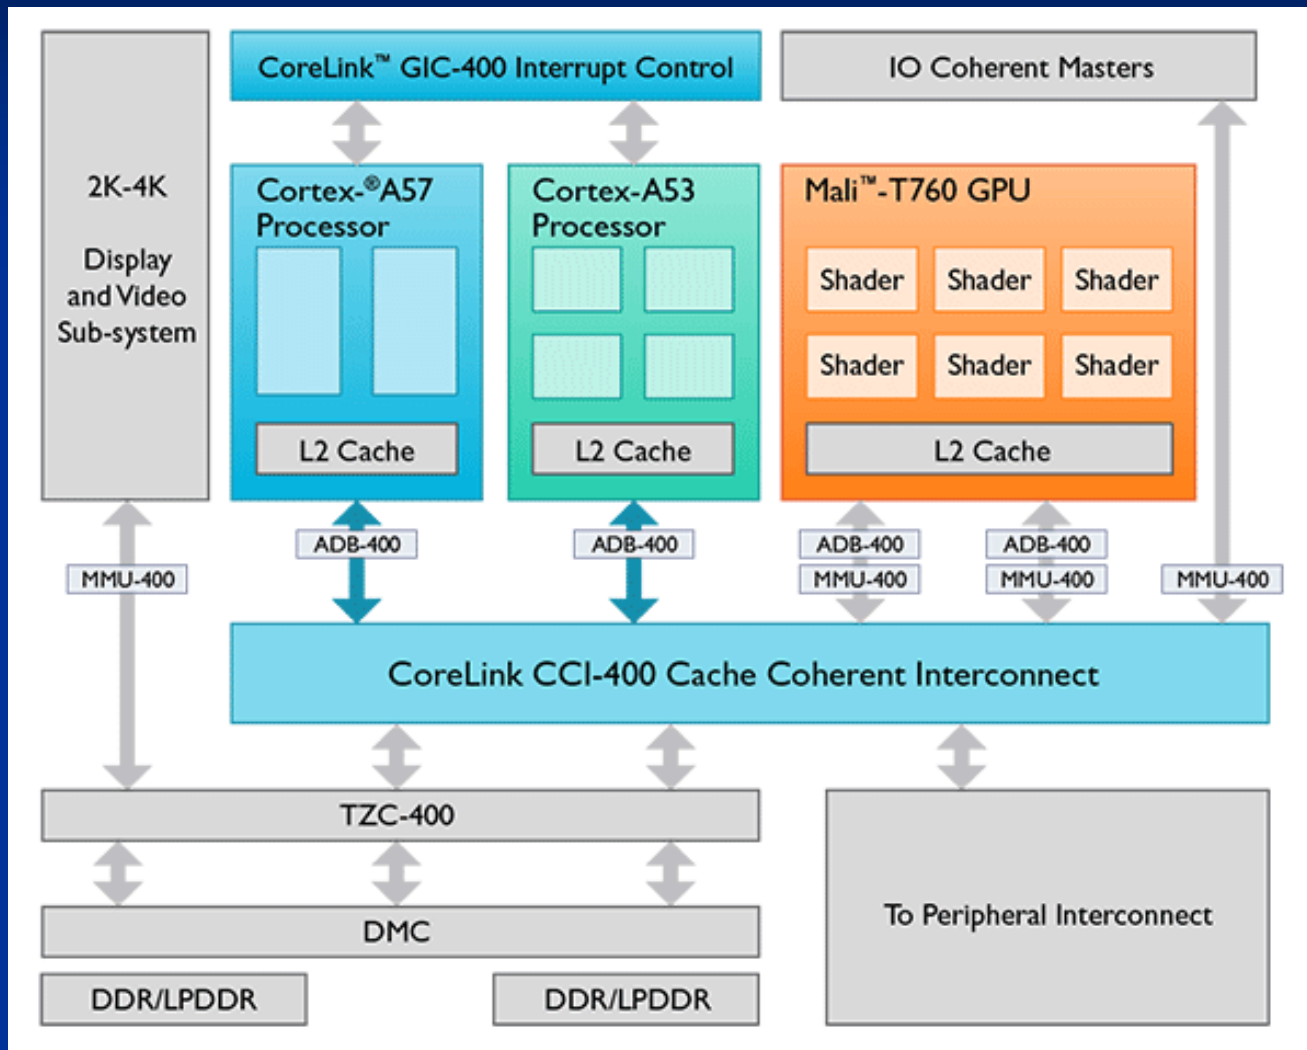 CoreLink™ GIC-400 Interrupt Control
IO Coherent Masters
2K-4K
Display
and Video
Sub-system
Cortex-®A57
Processor
L2 Cache
Cortex-A53
Processor
L2 Cache
Mali™-T760 GPU
Shader Shader Shader
Shader Shader Shader
L2 Cache
ADB-400
ADB-400
ADB-400
ADB-400
MMU-400
MMU-400
MMU-400
MMU-400
CoreLink CCI-400 Cache Coherent Interconnect
TZC-400
To Peripheral Interconnect
DMC
DDR/LPDDR
DDR/LPDDR